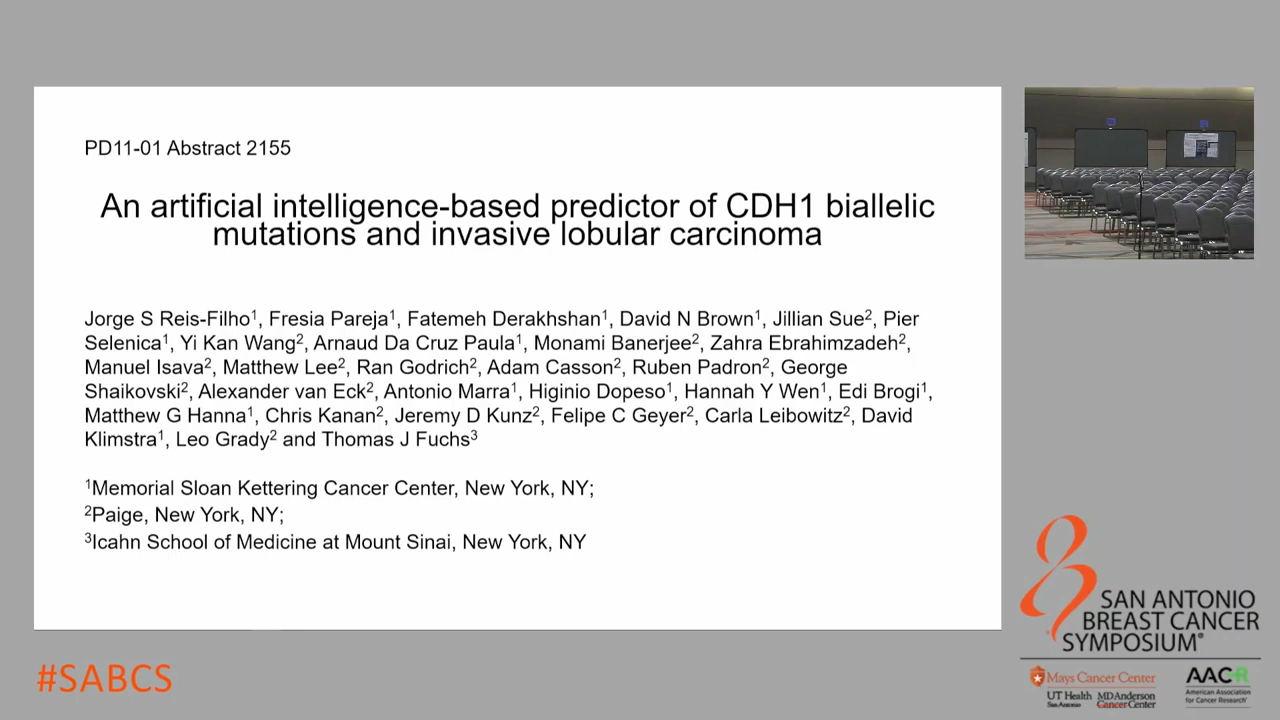 PD11-01 Abstract 2155
An artificial intelligence-based predictor of CDH1 biallelic
mutations and invasive lobular carcinoma
Jorge S Reis-Filho¹, Fresia Pareja¹, Fatemeh Derakhshan¹, David N Brown¹, Jillian Sue², Pier
Selenica¹, Yi Kan Wang², Arnaud Da Cruz Paula¹, Monami Banerjee², Zahra Ebrahimzadeh²,
Manuel Isava², Matthew Lee², Ran Godrich², Adam Casson², Ruben Padron², George
Shaikovski², Alexander van Eck², Antonio Marra¹, Higinio Dopeso¹, Hannah Y Wen¹, Edi Brogi¹,
Matthew G Hanna¹, Chris Kanan², Jeremy D Kunz², Felipe C Geyer², Carla Leibowitz², David
Klimstra¹, Leo Grady² and Thomas J Fuchs³
¹Memorial Sloan Kettering Cancer Center, New York, NY;
²Paige, New York, NY;
³Icahn School of Medicine at Mount Sinai, New York, NY
SAN ANTONIO
BREAST CANCER
SYMPOSIUM®
#SABCS
Mays Cancer Center
UT Health
San Antonio
MD Anderson
Cancer Center
AACR
American Association
for Cancer Research®